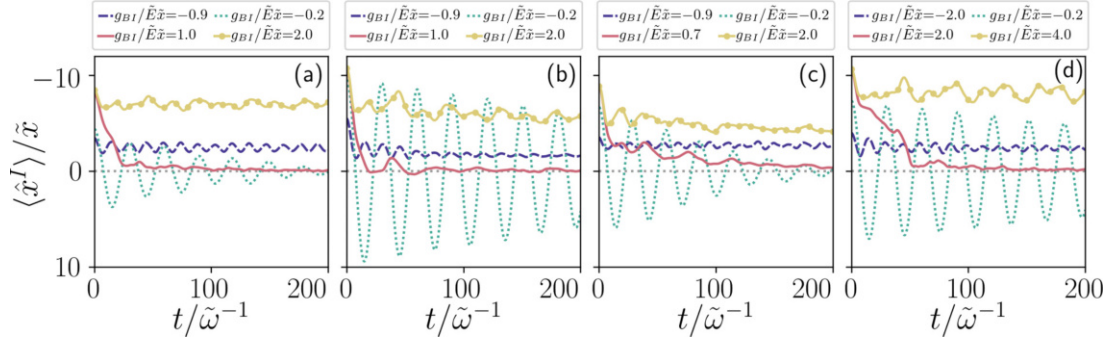 g_{BI}/Ẽx̃=−0.9 g_{BI}/Ẽx̃=−0.2
g_{BI}/Ẽx̃=1.0 g_{BI}/Ẽx̃=2.0
g_{BI}/Ẽx̃=−0.9 g_{BI}/Ẽx̃=−0.2
g_{BI}/Ẽx̃=1.0 g_{BI}/Ẽx̃=2.0
g_{BI}/Ẽx̃=−0.9 g_{BI}/Ẽx̃=−0.2
g_{BI}/Ẽx̃=0.7 g_{BI}/Ẽx̃=2.0
g_{BI}/Ẽx̃=−2.0 g_{BI}/Ẽx̃=−0.2
g_{BI}/Ẽx̃=2.0 g_{BI}/Ẽx̃=4.0
(a) (b) (c) (d)
⟨x̂^I⟩/x̃
−10
0
10
0 100 200 0 100 200 0 100 200 0 100 200
t/ω̃^{−1} t/ω̃^{−1} t/ω̃^{−1} t/ω̃^{−1}